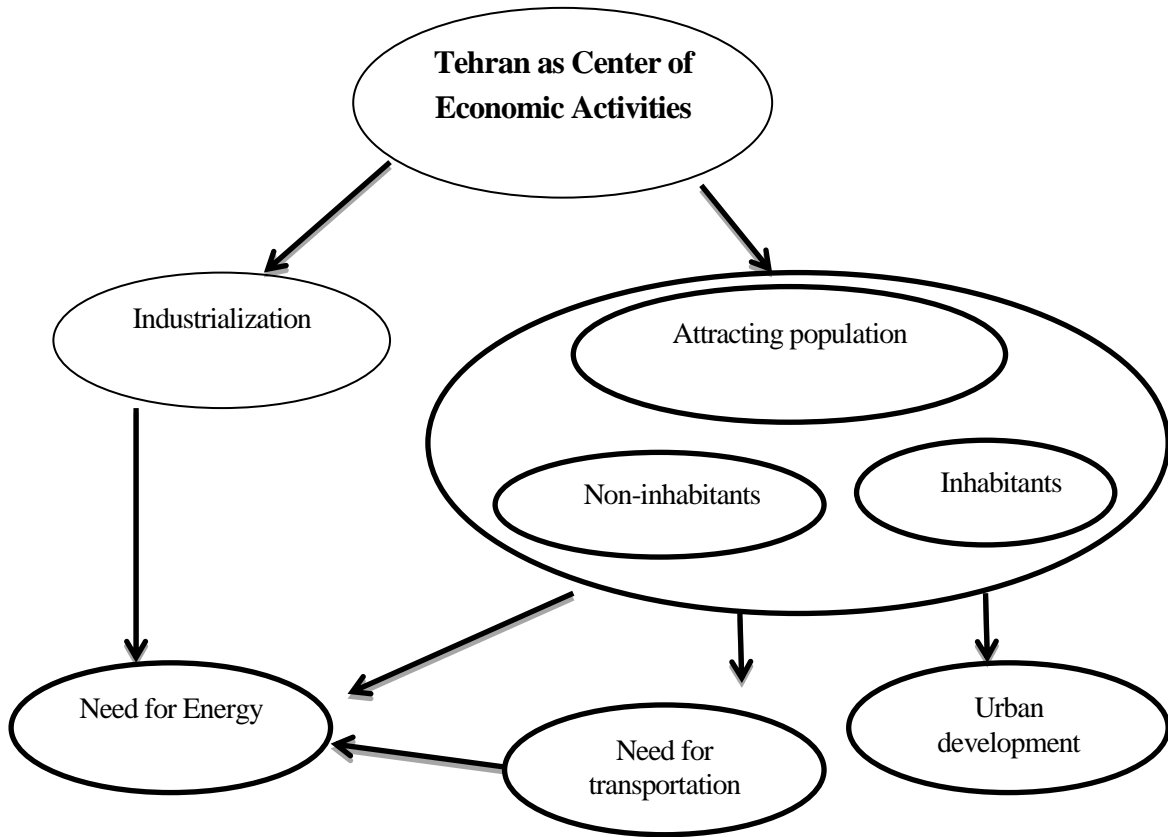 Tehran as Center of
Economic Activities
Industrialization
Attracting population
Non-inhabitants
Inhabitants
Need for Energy
Need for
transportation
Urban
development